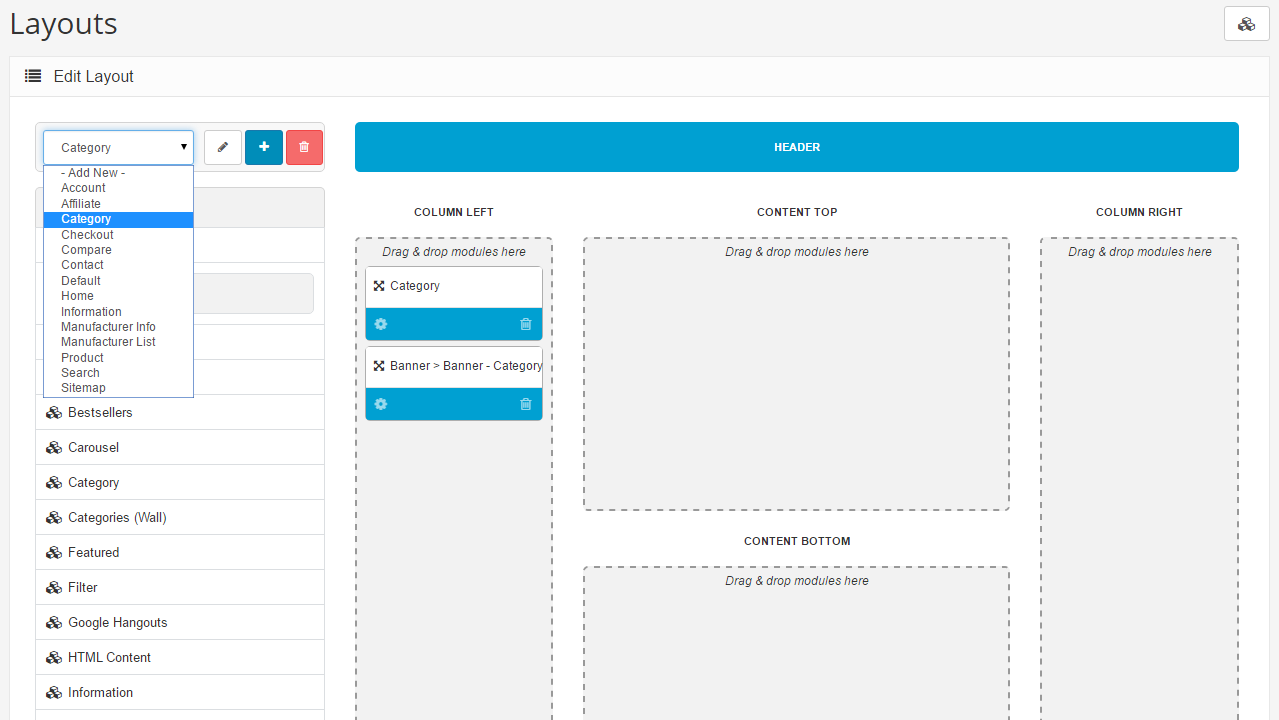 Layouts
Edit Layout
Category
- Add New -
Account
Affiliate
Category
Checkout
Compare
Contact
Default
Home
Information
Manufacturer Info
Manufacturer List
Product
Search
Sitemap
Bestsellers
Carousel
Category
Categories (Wall)
Featured
Filter
Google Hangouts
HTML Content
Information
HEADER
COLUMN LEFT
Drag & drop modules here
Category
Banner > Banner - Category
CONTENT TOP
Drag & drop modules here
CONTENT BOTTOM
Drag & drop modules here
COLUMN RIGHT
Drag & drop modules here